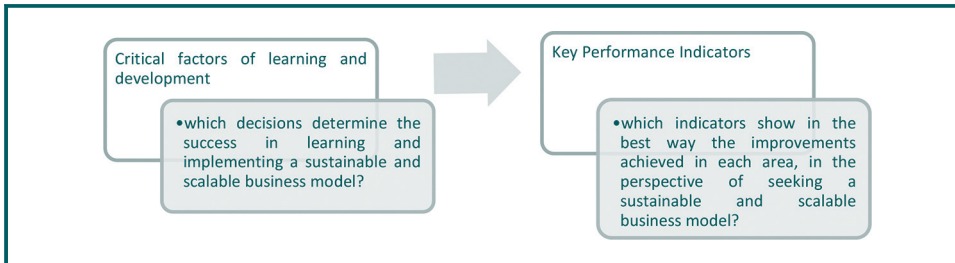 Critical factors of learning and
development
•which decisions determine the
success in learning and
implementing a sustainable and
scalable business model?
Key Performance Indicators
•which indicators show in the
best way the improvements
achieved in each area, in the
perspective of seeking a
sustainable and scalable
business model?